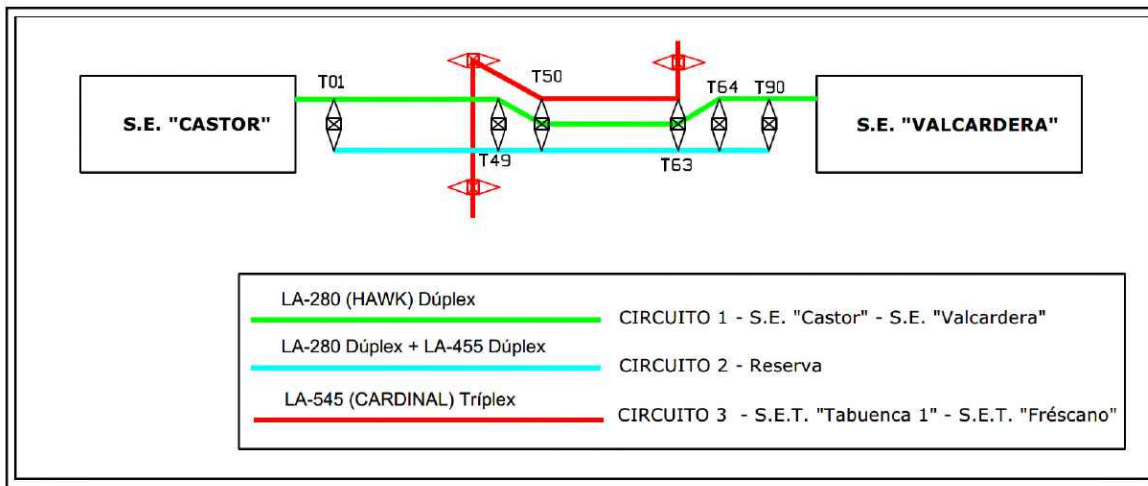 T01
T50
T64
T90
S.E. "CASTOR"
S.E. "VALCARDERA"
T49
T63
LA-280 (HAWK) Dúplex
CIRCUITO 1 - S.E. "Castor" - S.E. "Valcardera"
LA-280 Dúplex + LA-455 Dúplex
CIRCUITO 2 - Reserva
LA-545 (CARDINAL) Tríplex
CIRCUITO 3 - S.E.T. "Tabuenca 1" - S.E.T. "Fréscano"